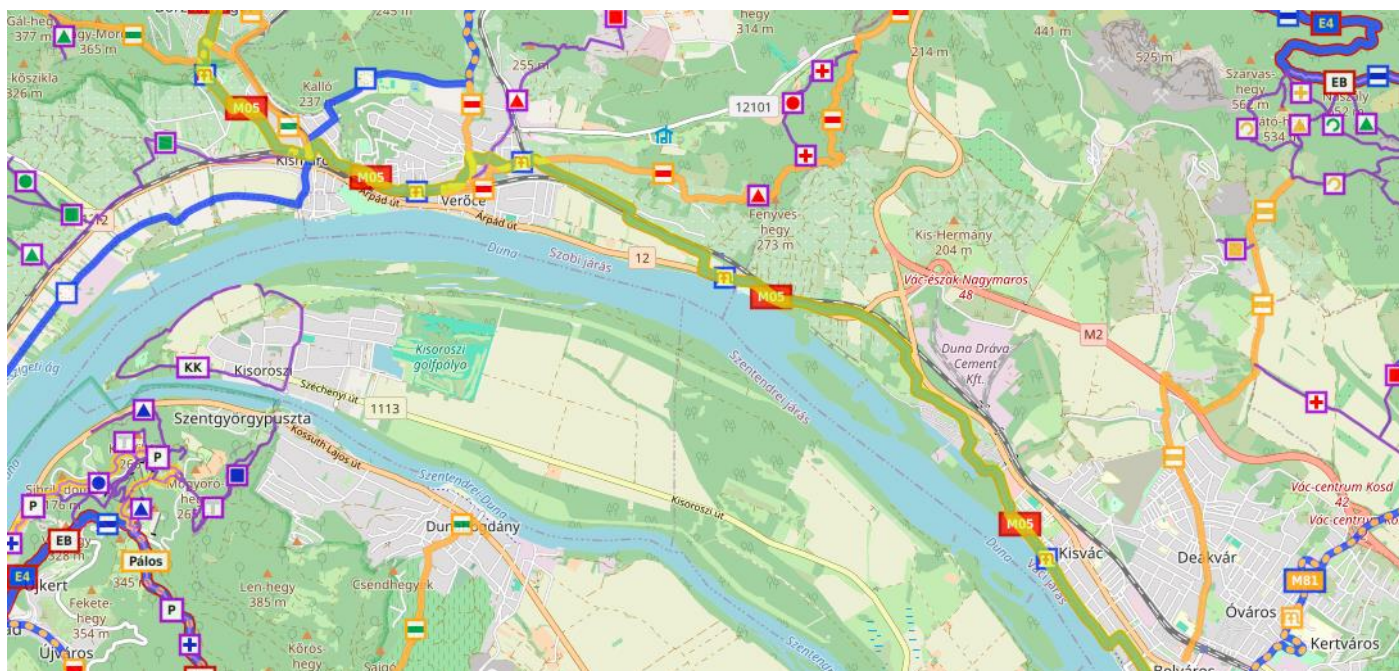 Gál-hegy
377 m
365 m
245 m
M05
Kalló
237
255 m
hegy
314 m
12101
214 m
441 m
525 m
E4
EB
Szarvas-
hegy
562 m
534 m
326 m
M05
Árpád út
Verőce
Árpád út
Duna
Szobi járás
12
Fenyves-
hegy
273 m
Kis-Hermány
204 m
Vác-észak Nagymaros
48
M05
M2
Duna Dráva
Cement
Kft.
KK
Kisoroszi
Kisoroszi
golfpálya
Széchenyi út
1113
Szentendrei járás
Szentgyörgypuszta
Kossuth Lajos út
Szentendrei-Duna
Kisoroszi út
P
P
EB
E4
Pálos
345 m
P
Fekete-
hegy
354 m
Újváros
Len-hegy
385 m
Csendhegyek
Kőrös-
hegy
M05
Duna
Váci járás
Kisvác
Deákvár
Vác-centrum Kosd
42
M81
Óváros
Kertváros